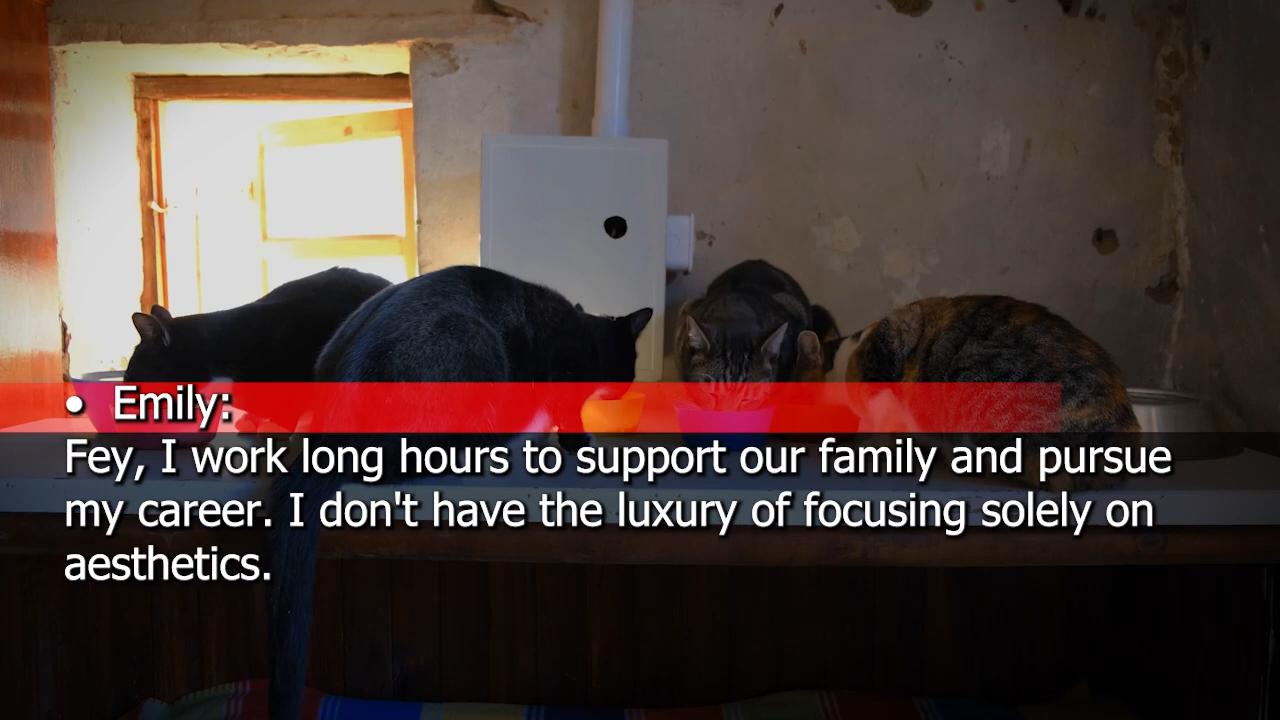 • Emily:
Fey, I work long hours to support our family and pursue
my career. I don't have the luxury of focusing solely on
aesthetics.